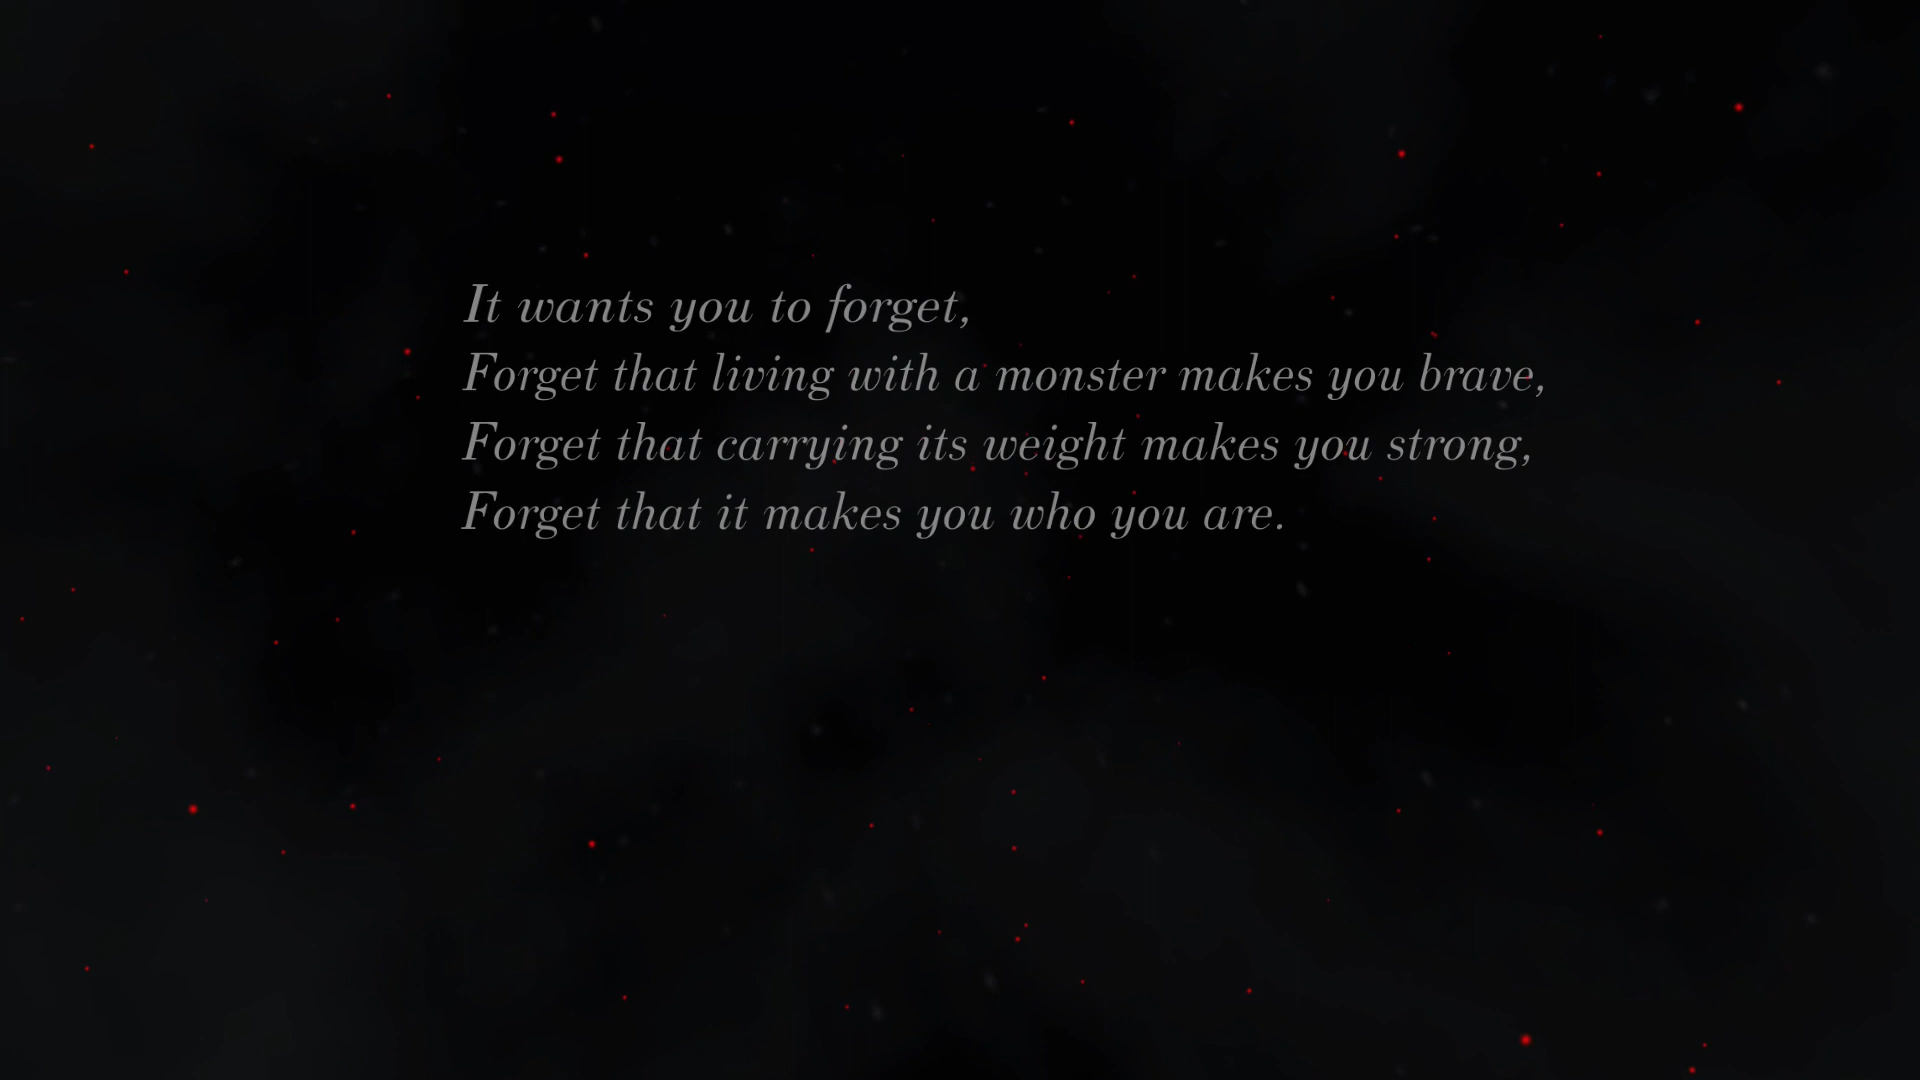 It wants you to forget,
Forget that living with a monster makes you brave,
Forget that carrying its weight makes you strong,
Forget that it makes you who you are.